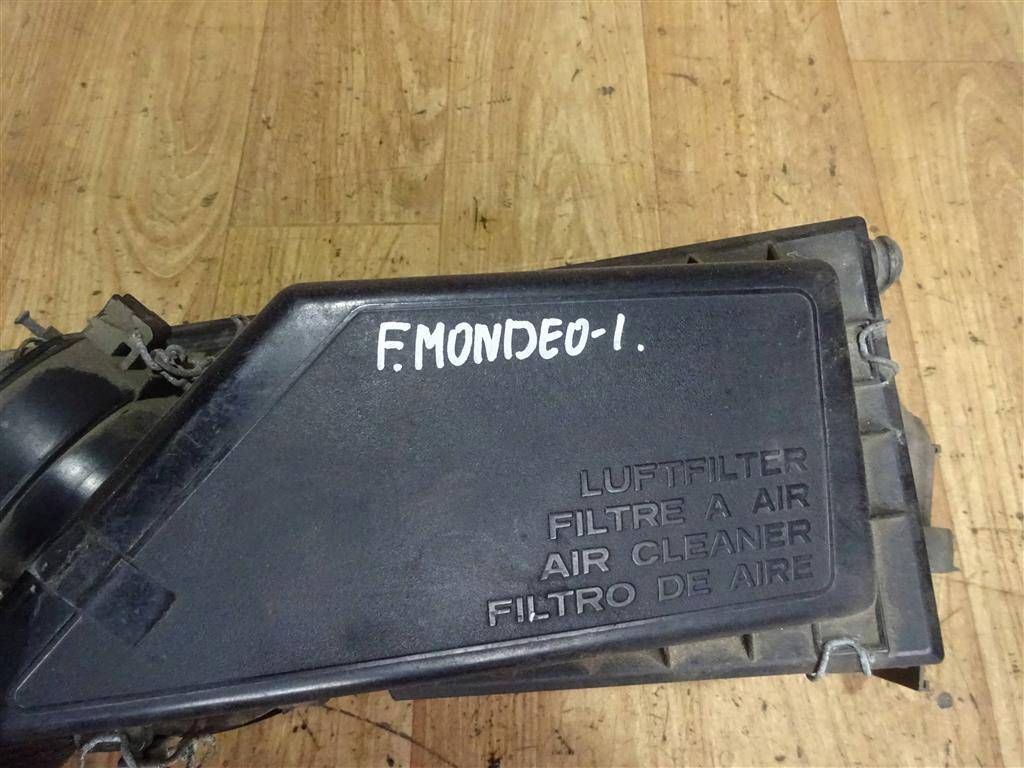 F.MONDEO-1.
LUFTFILTER
FILTRE A AIR
AIR CLEANER
FILTRO DE AIRE